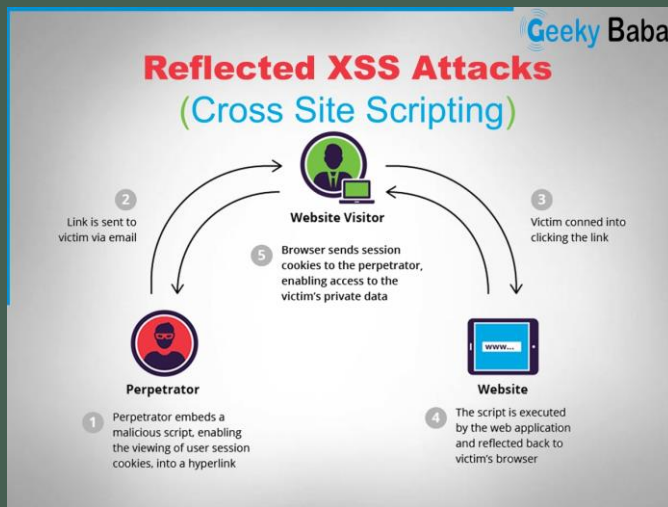 Geeky Baba
Reflected XSS Attacks
(Cross Site Scripting)
2
Link is sent to
victim via email
Website Visitor
3
Victim conned into
clicking the link
5
Browser sends session
cookies to the perpetrator,
enabling access to the
victim's private data
Perpetrator
1
Perpetrator embeds a
malicious script, enabling
the viewing of user session
cookies, into a hyperlink
www...
Website
4
The script is executed
by the web application
and reflected back to
victim's browser